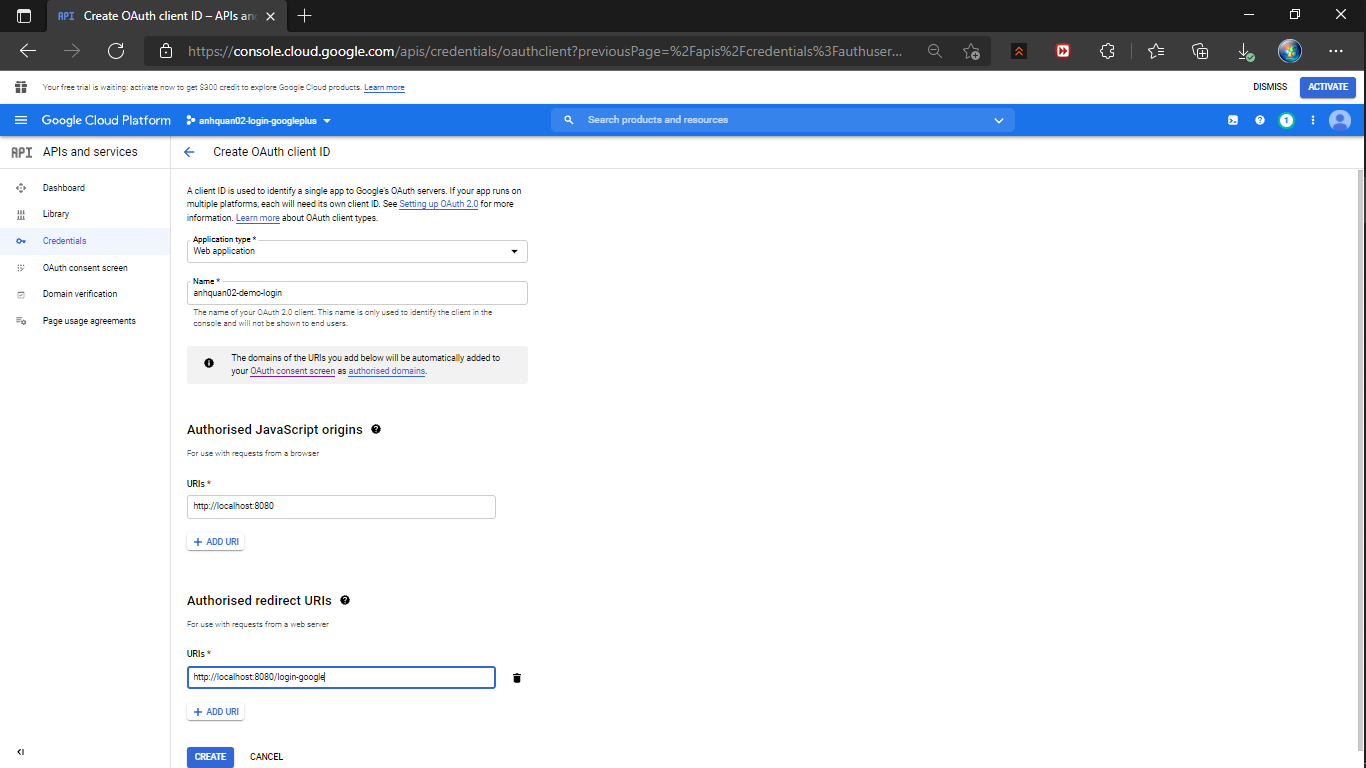 API Create OAuth client ID – APIs an
https://console.cloud.google.com/apis/credentials/oauthclient?previousPage=%2Fapis%2Fcredentials%3Fauthuser...
Your free trial is waiting: activate now to get $300 credit to explore Google Cloud products. Learn more
DISMISS
ACTIVATE
Google Cloud Platform
anhquan02-login-googleplus
Search products and resources
1
API APIs and services
Create OAuth client ID
Dashboard
Library
Credentials
OAuth consent screen
Domain verification
Page usage agreements
A client ID is used to identify a single app to Google's OAuth servers. If your app runs on
multiple platforms, each will need its own client ID. See Setting up OAuth 2.0 for more
information. Learn more about OAuth client types.
Application type *
Web application
Name *
anhquan02-demo-login
The name of your OAuth 2.0 client. This name is only used to identify the client in the
console and will not be shown to end users.
The domains of the URIs you add below will be automatically added to
your OAuth consent screen as authorised domains.
Authorised JavaScript origins
For use with requests from a browser
URIs *
http://localhost:8080
+ ADD URI
Authorised redirect URIs
For use with requests from a web server
URIs *
http://localhost:8080/login-google
+ ADD URI
CREATE
CANCEL